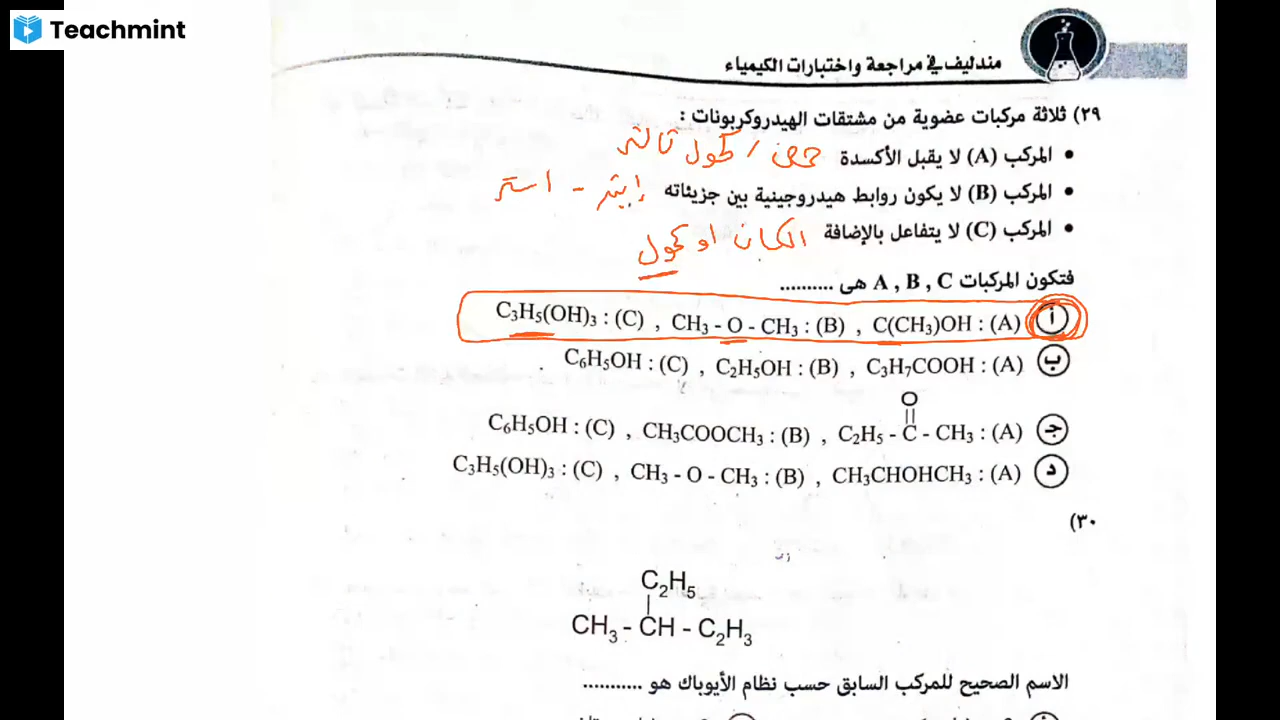 Teachmint
مندليف في مراجعة واختبارات الكيمياء
٢٩) ثلاثة مركبات عضوية من مشتقات الهيدروكربونات :
• المركب (A) لا يقبل الأكسدة حمض / كحول ثالثى
• المركب (B) لا يكون روابط هيدروجينية بين جزيئاته إيثر - استر
• المركب (C) لا يتفاعل بالإضافة الكان او كحول
فتكون المركبات A , B , C هى ..........
أ (A) : C(CH₃)OH , (B) : CH₃ - O - CH₃ , (C) : C₃H₅(OH)₃
ب (A) : C₃H₇COOH , (B) : C₂H₅OH , (C) : C₆H₅OH
O
||
جـ (A) : C₂H₅ - C - CH₃ , (B) : CH₃COOCH₃ , (C) : C₆H₅OH
د (A) : CH₃CHOHCH₃ , (B) : CH₃ - O - CH₃ , (C) : C₃H₅(OH)₃
٣٠)
C₂H₅
|
CH₃ - CH - C₂H₃
الاسم الصحيح للمركب السابق حسب نظام الأيوباك هو ...........